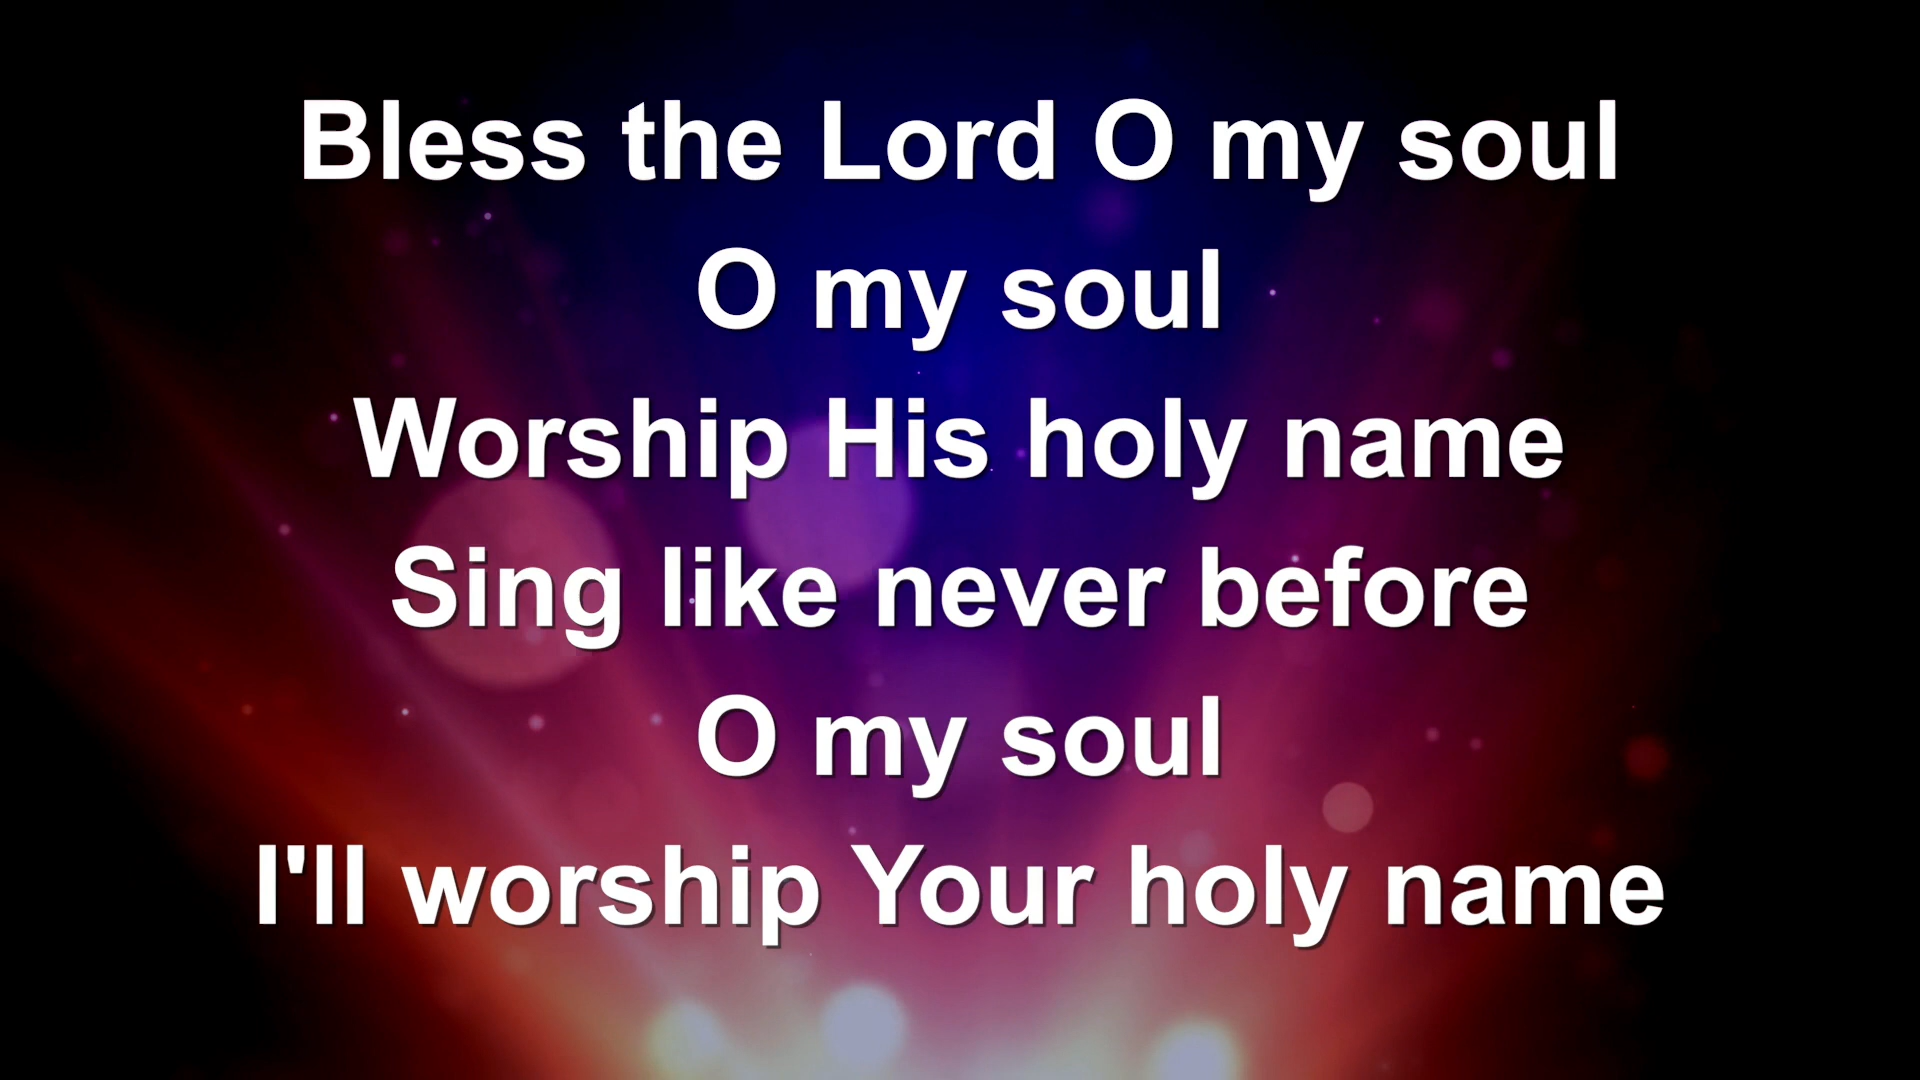 Bless the Lord O my soul
O my soul
Worship His holy name
Sing like never before
O my soul
I'll worship Your holy name